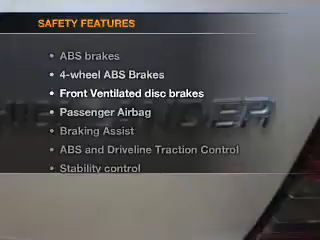 SAFETY FEATURES
• ABS brakes
• 4-wheel ABS Brakes
• Front Ventilated disc brakes
• Passenger Airbag
• Braking Assist
• ABS and Driveline Traction Control
• Stability control